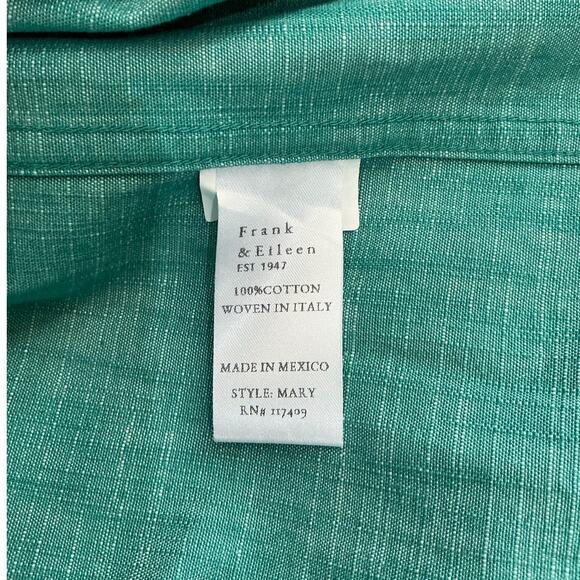 Frank
& Eileen
EST 1947
100%COTTON
WOVEN IN ITALY
MADE IN MEXICO
STYLE: MARY
RN# 117409